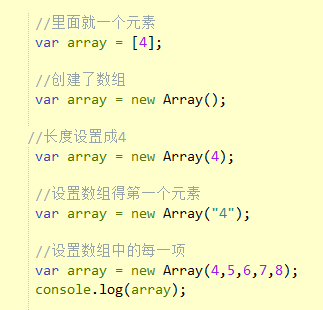 //里面就一个元素
var array = [4];
//创建了数组
var array = new Array();
//长度设置成4
var array = new Array(4);
//设置数组得第一个元素
var array = new Array("4");
//设置数组中的每一项
var array = new Array(4,5,6,7,8);
console.log(array);